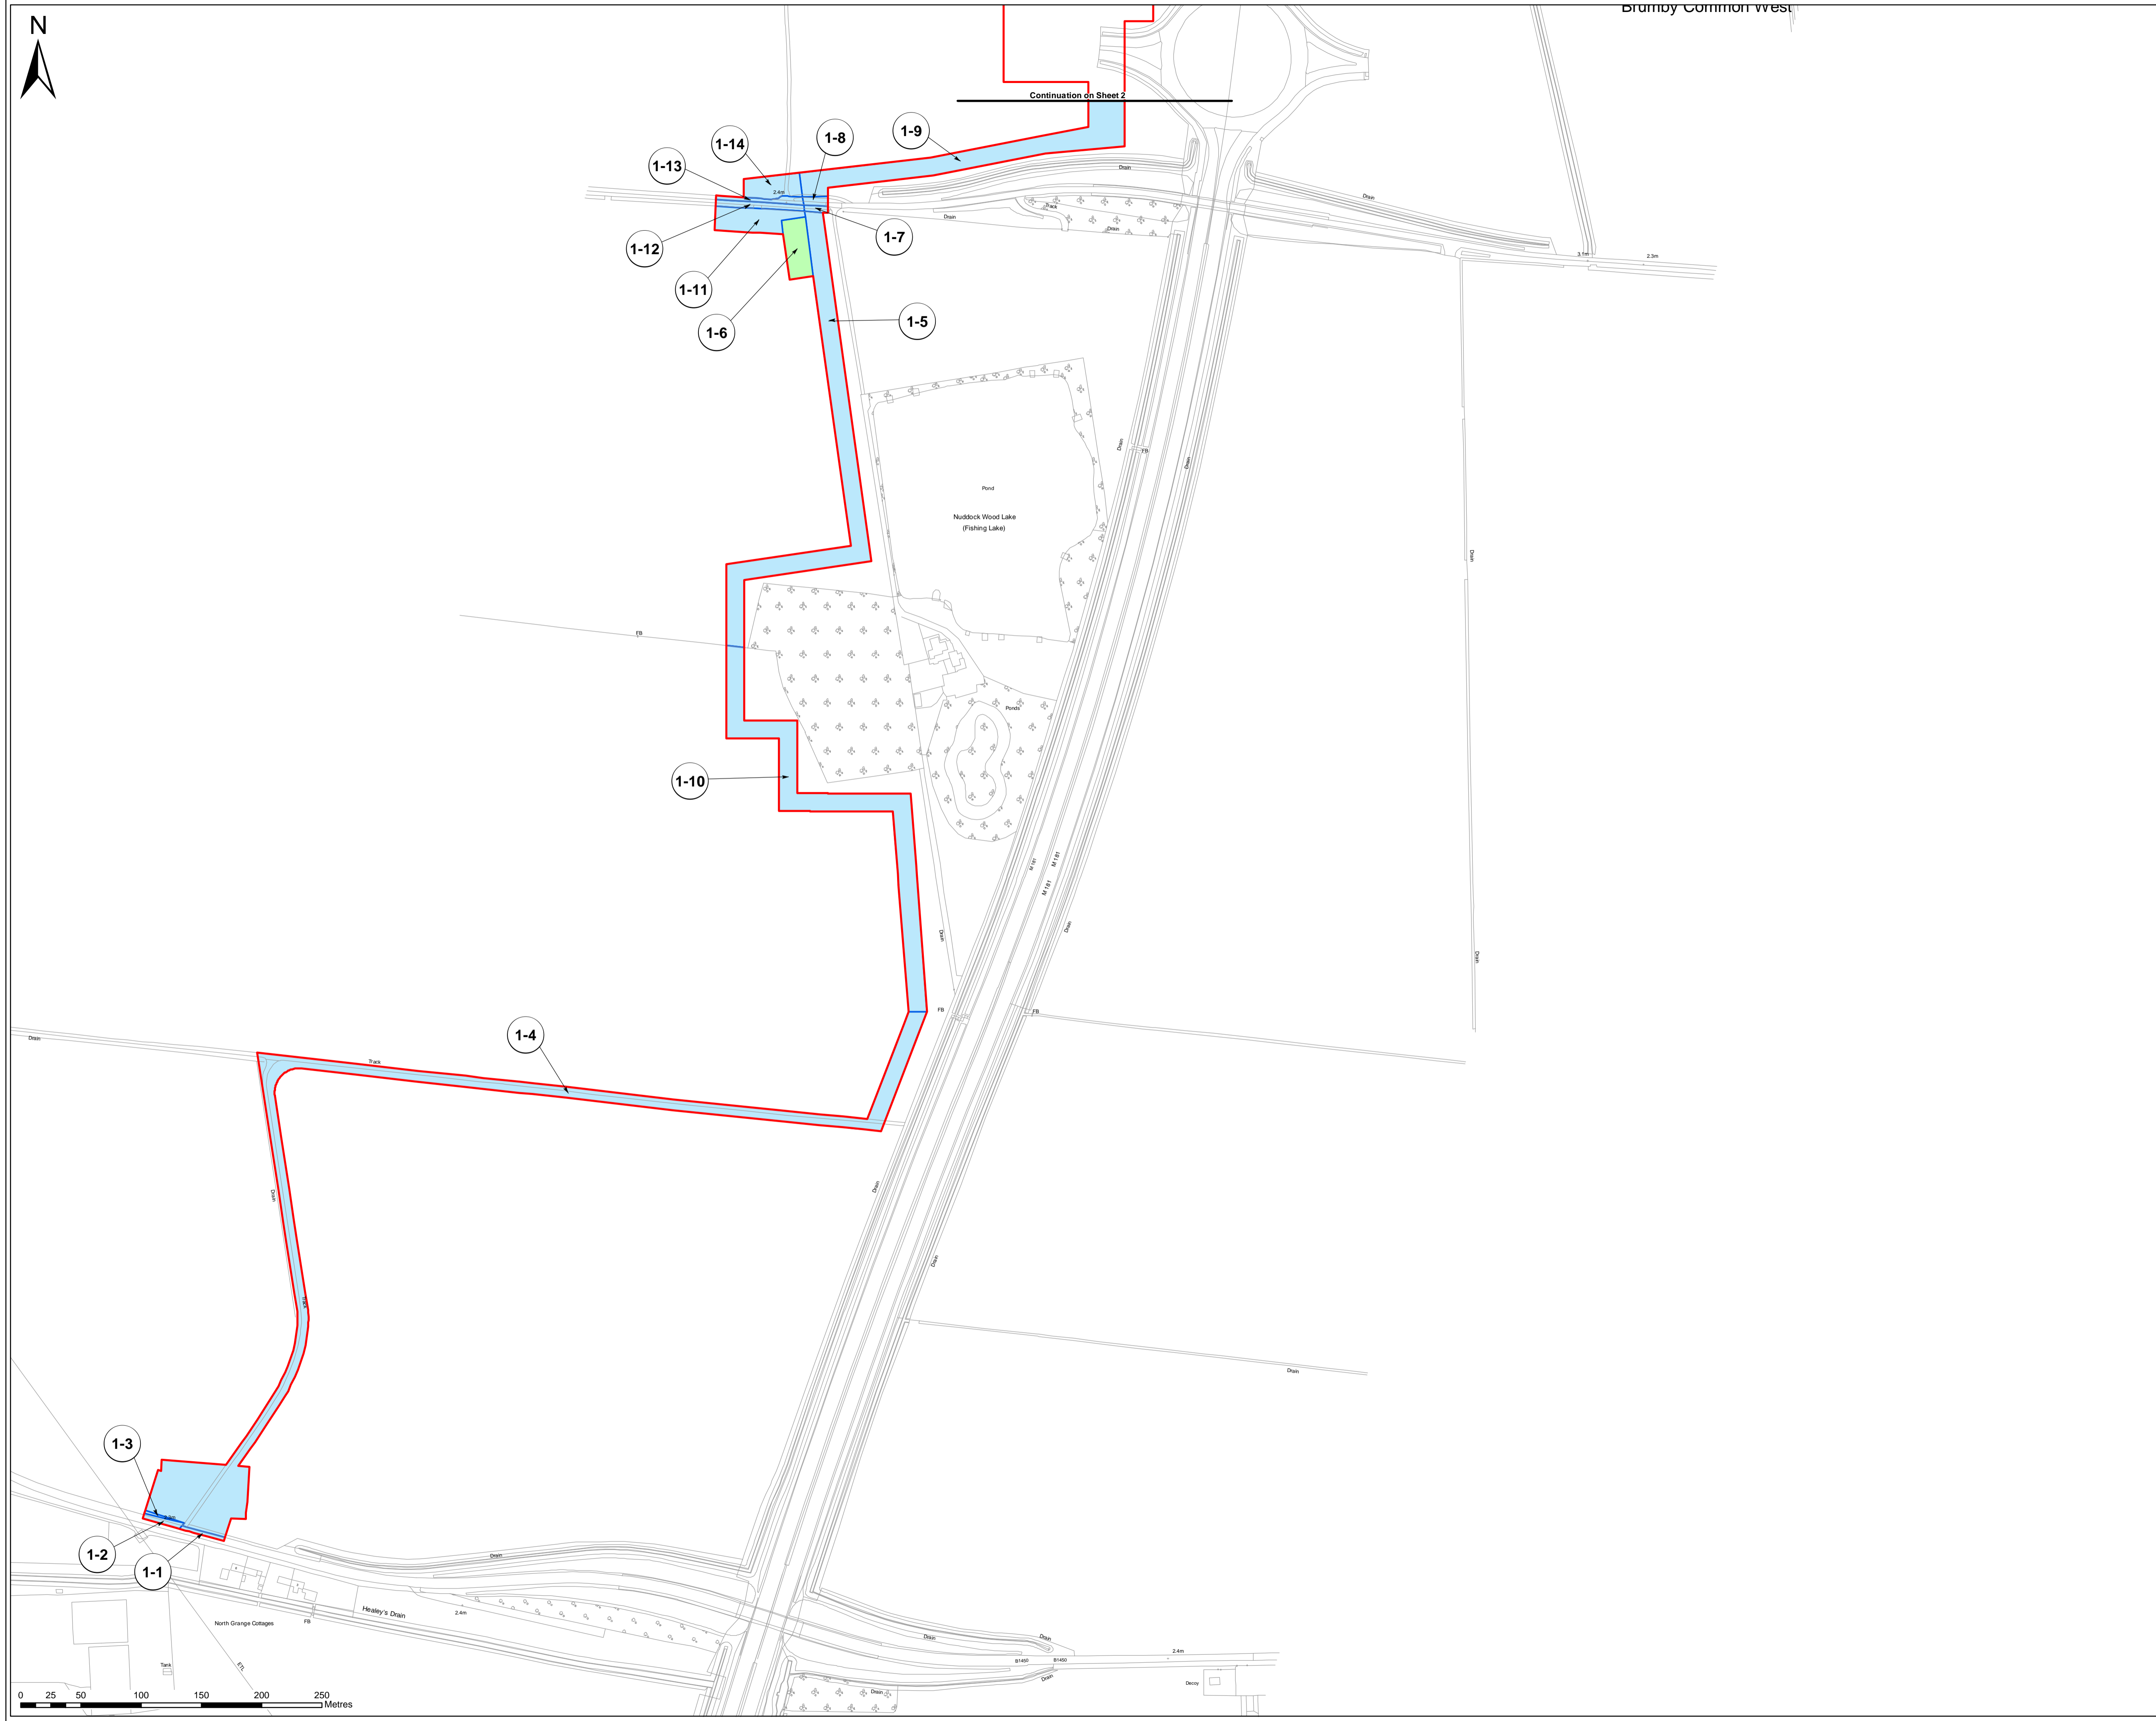 Brumby Common West
N
Continuation on Sheet 2
1-9
1-8
1-14
1-13
2.4m
Drain
Drain
Track
Drain
Drain
1-12
1-7
3.1m
2.3m
1-11
1-6
1-5
Drain
FB
Drain
Pond
Nuddock Wood Lake
(Fishing Lake)
Drain
FB
Ponds
1-10
M181
M181
M181
Drain
Drain
Drain
FB
FB
1-4
Drain
Track
Drain
Drain
Drain
Track
Drain
1-3
1-2
1-1
Drain
Healey's Drain
2.4m
North Grange Cottages
FB
Drain
Drain
2.4m
B1450
B1450
Tank
ETL
Drain
Drain
Decoy
0 25 50 100 150 200 250
Metres